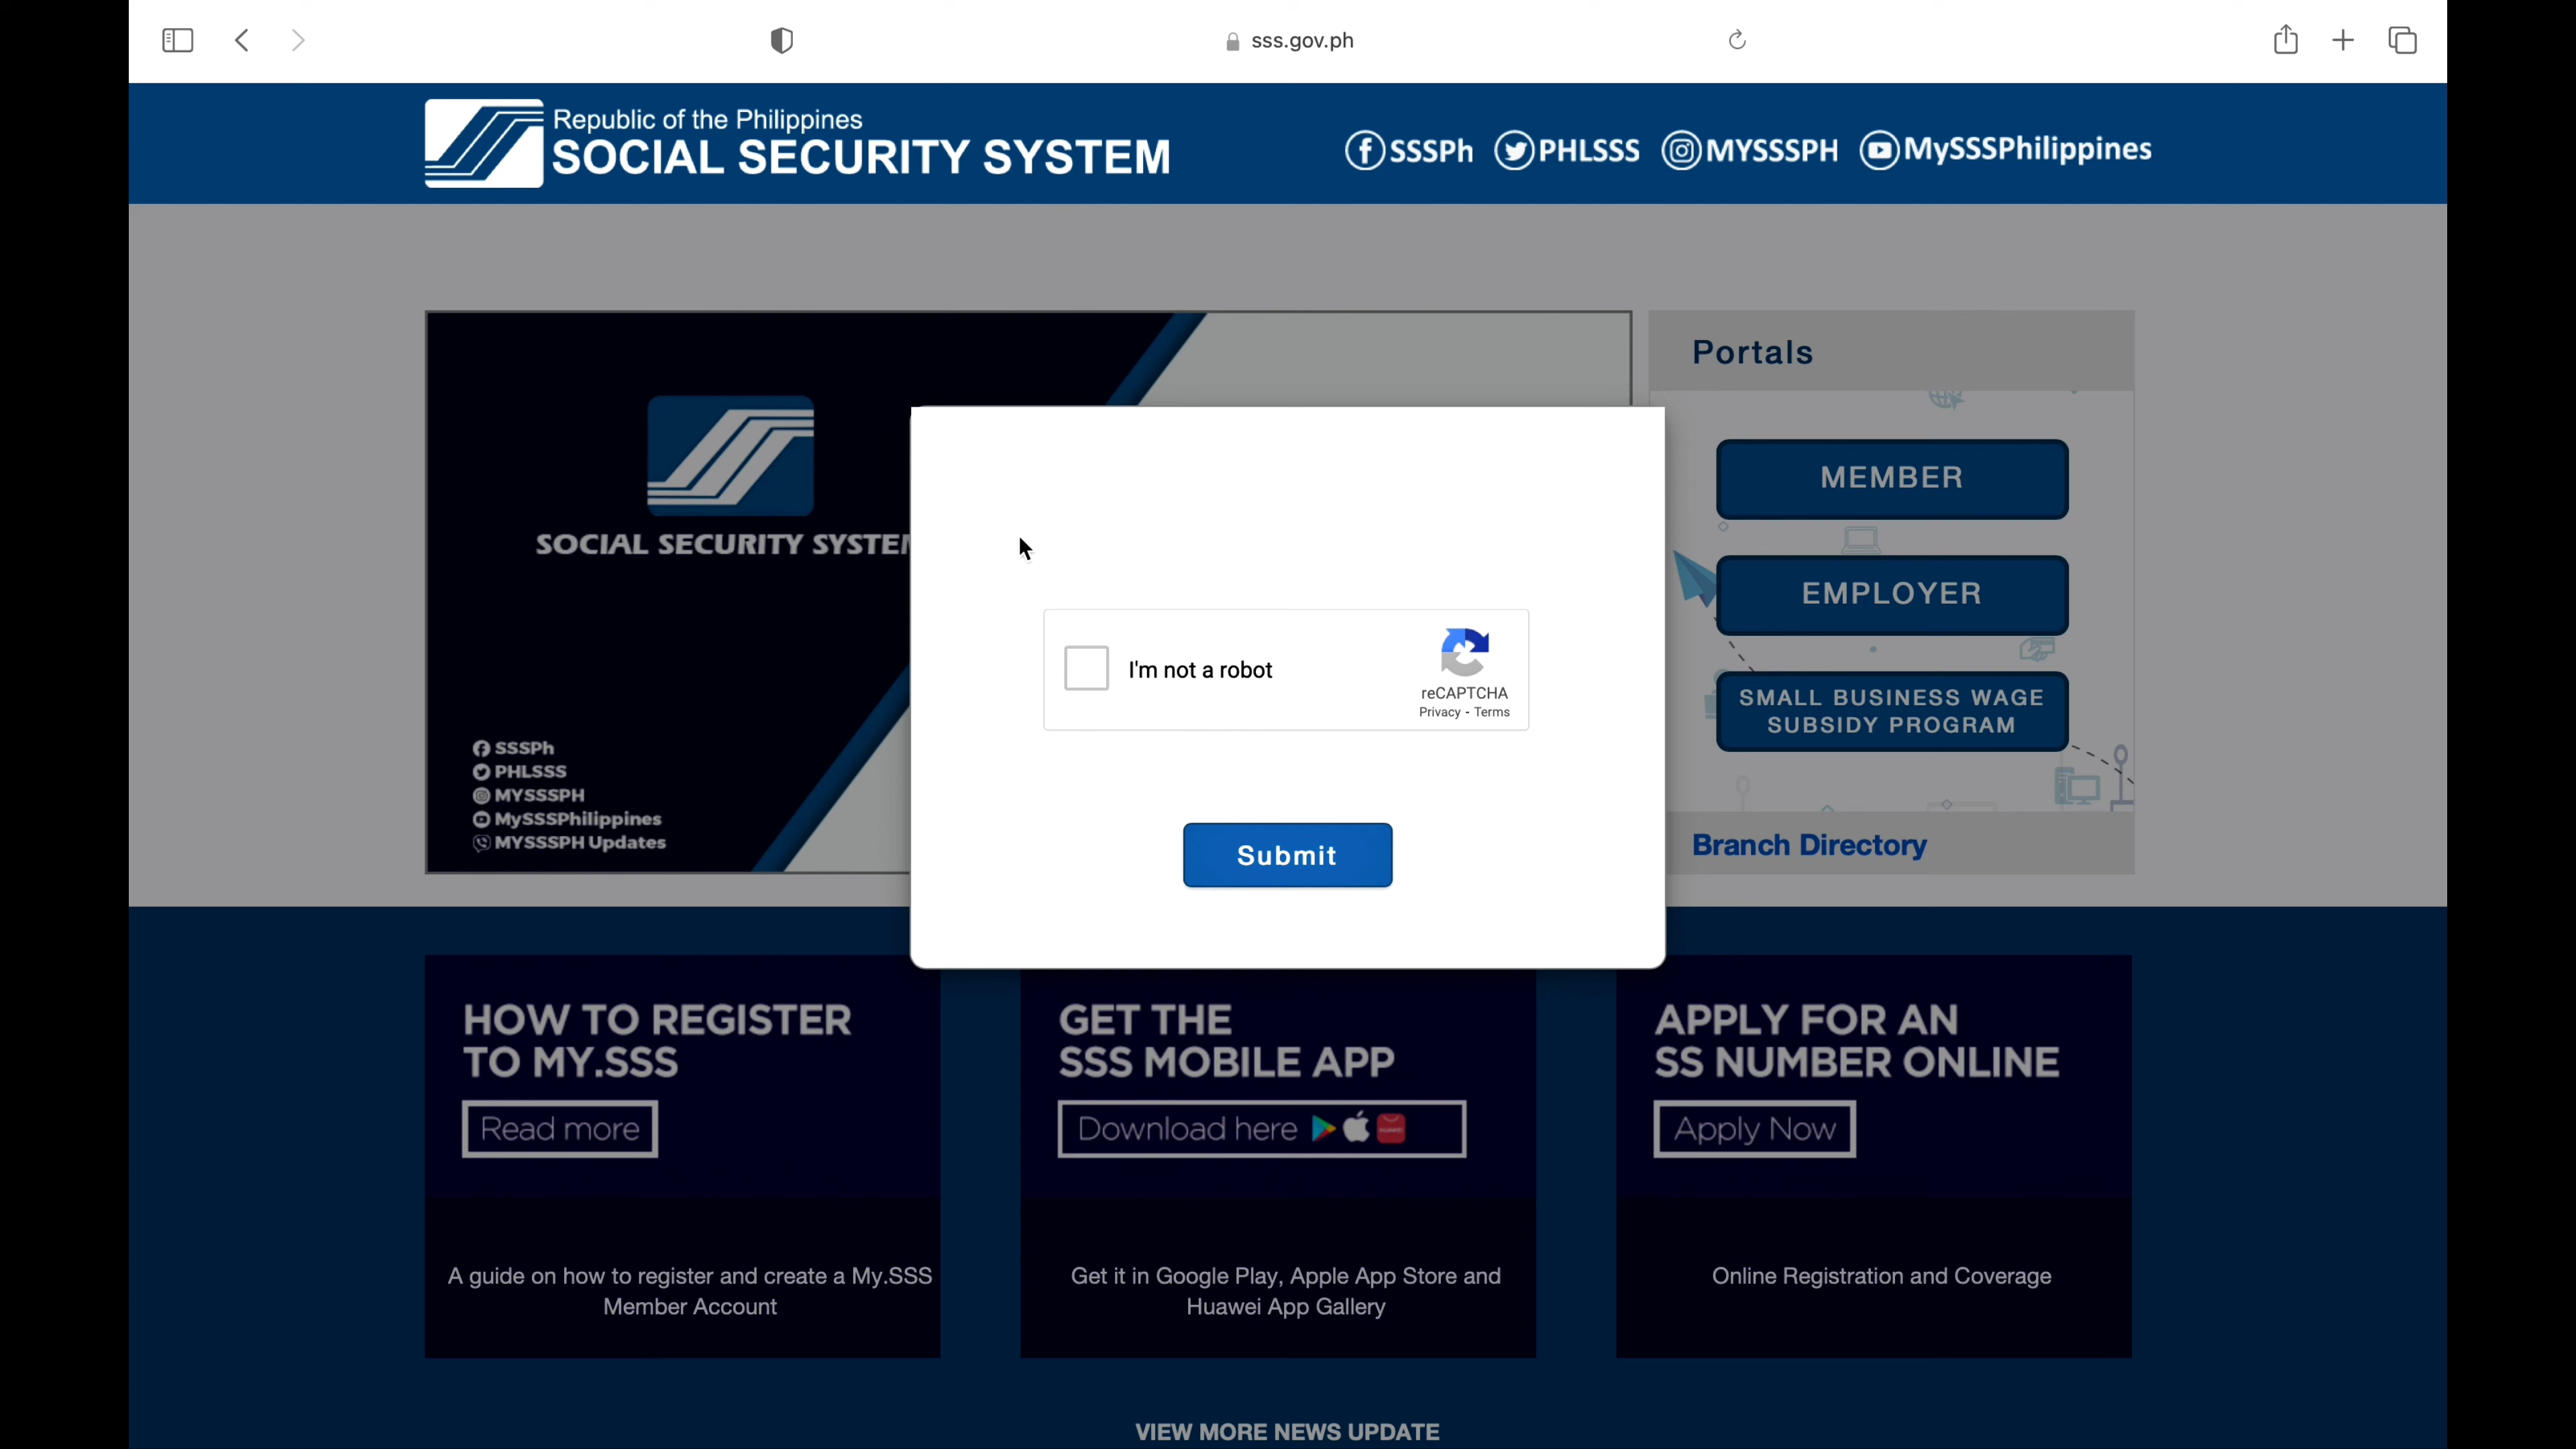 sss.gov.ph
Republic of the Philippines
SOCIAL SECURITY SYSTEM
SSSPh PHLSSS MYSSSPH MySSSPhilippines
SOCIAL SECURITY
SSSPh
PHLSSS
MYSSSPH
MySSSPhilippines
MYSSSPH Updates
I'm not a robot
reCAPTCHA
Privacy - Terms
Submit
Portals
MEMBER
EMPLOYER
SMALL BUSINESS WAGE
SUBSIDY PROGRAM
Branch Directory
HOW TO REGISTER
TO MY.SSS
Read more
A guide on how to register and create a My.SSS
Member Account
GET THE
SSS MOBILE APP
Download here
Get it in Google Play, Apple App Store and
Huawei App Gallery
APPLY FOR AN
SS NUMBER ONLINE
Apply Now
Online Registration and Coverage
VIEW MORE NEWS UPDATE